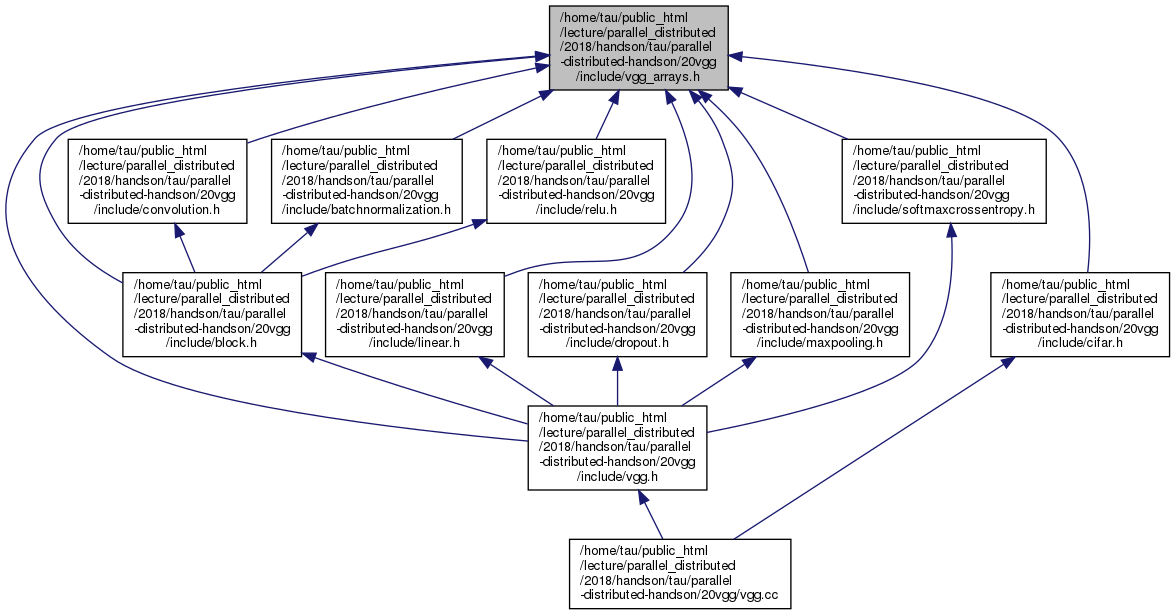 /home/tau/public_html
/lecture/parallel_distributed
/2018/handson/tau/parallel
-distributed-handson/20vgg
/include/vgg_arrays.h
/home/tau/public_html
/lecture/parallel_distributed
/2018/handson/tau/parallel
-distributed-handson/20vgg
/include/convolution.h
/home/tau/public_html
/lecture/parallel_distributed
/2018/handson/tau/parallel
-distributed-handson/20vgg
/include/batchnormalization.h
/home/tau/public_html
/lecture/parallel_distributed
/2018/handson/tau/parallel
-distributed-handson/20vgg
/include/relu.h
/home/tau/public_html
/lecture/parallel_distributed
/2018/handson/tau/parallel
-distributed-handson/20vgg
/include/softmaxcrossentropy.h
/home/tau/public_html
/lecture/parallel_distributed
/2018/handson/tau/parallel
-distributed-handson/20vgg
/include/block.h
/home/tau/public_html
/lecture/parallel_distributed
/2018/handson/tau/parallel
-distributed-handson/20vgg
/include/linear.h
/home/tau/public_html
/lecture/parallel_distributed
/2018/handson/tau/parallel
-distributed-handson/20vgg
/include/dropout.h
/home/tau/public_html
/lecture/parallel_distributed
/2018/handson/tau/parallel
-distributed-handson/20vgg
/include/maxpooling.h
/home/tau/public_html
/lecture/parallel_distributed
/2018/handson/tau/parallel
-distributed-handson/20vgg
/include/cifar.h
/home/tau/public_html
/lecture/parallel_distributed
/2018/handson/tau/parallel
-distributed-handson/20vgg
/include/vgg.h
/home/tau/public_html
/lecture/parallel_distributed
/2018/handson/tau/parallel
-distributed-handson/20vgg/vgg.cc